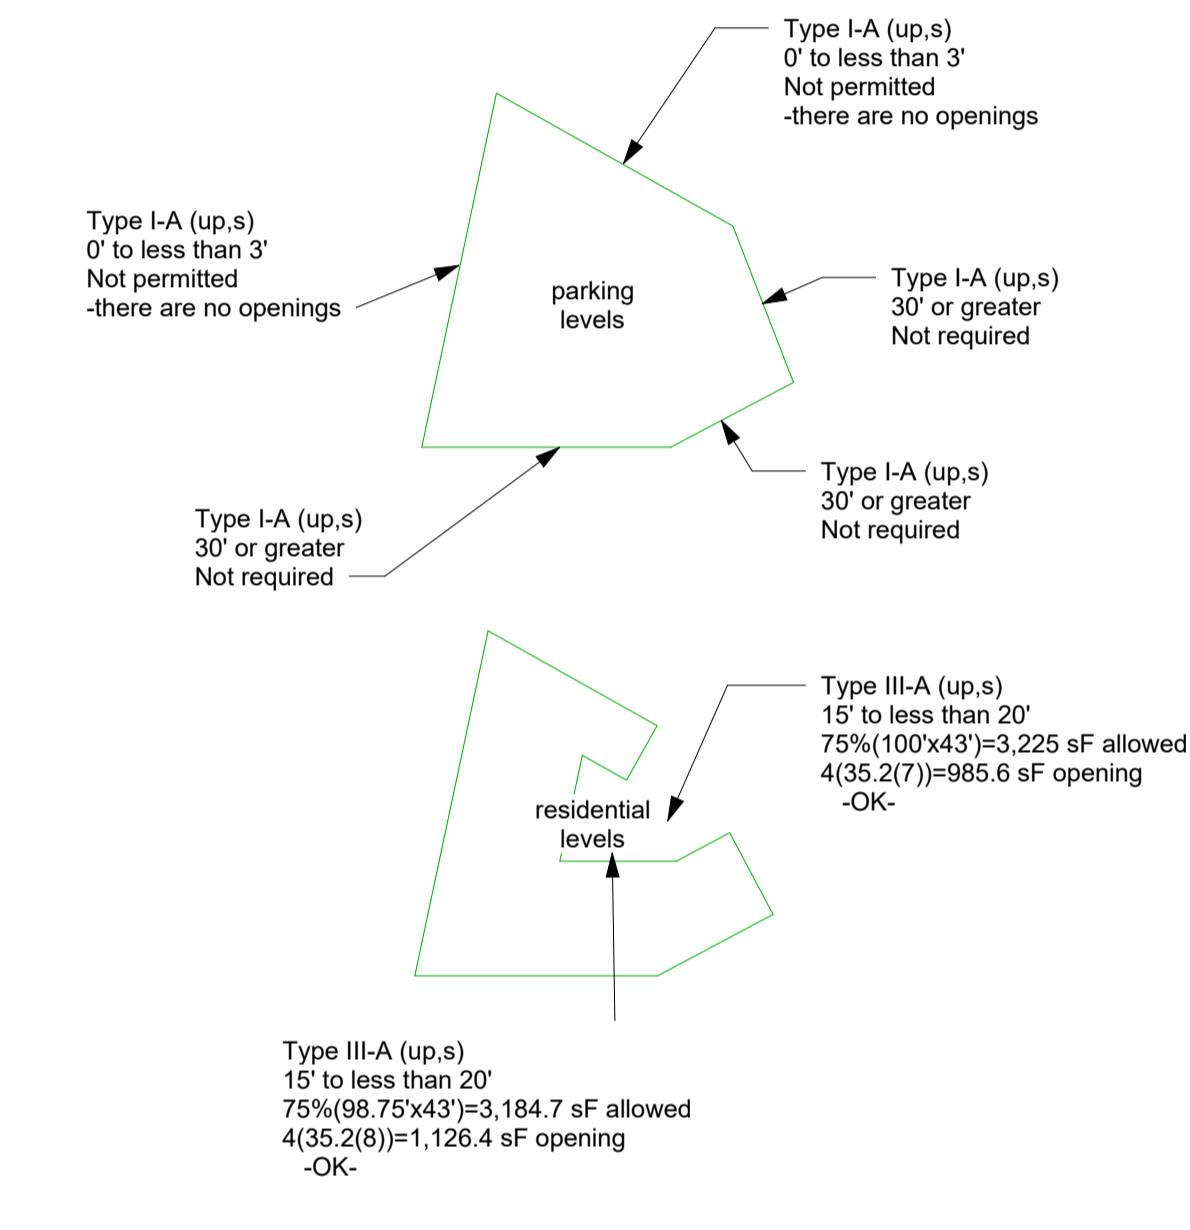 Type I-A (up,s)
0' to less than 3'
Not permitted
-there are no openings
Type I-A (up,s)
0' to less than 3'
Not permitted
-there are no openings
parking
levels
Type I-A (up,s)
30' or greater
Not required
Type I-A (up,s)
30' or greater
Not required
Type I-A (up,s)
30' or greater
Not required
Type III-A (up,s)
15' to less than 20'
75%(100'x43')=3,225 sF allowed
4(35.2(7))=985.6 sF opening
-OK-
residential
levels
Type III-A (up,s)
15' to less than 20'
75%(98.75'x43')=3,184.7 sF allowed
4(35.2(8))=1,126.4 sF opening
-OK-